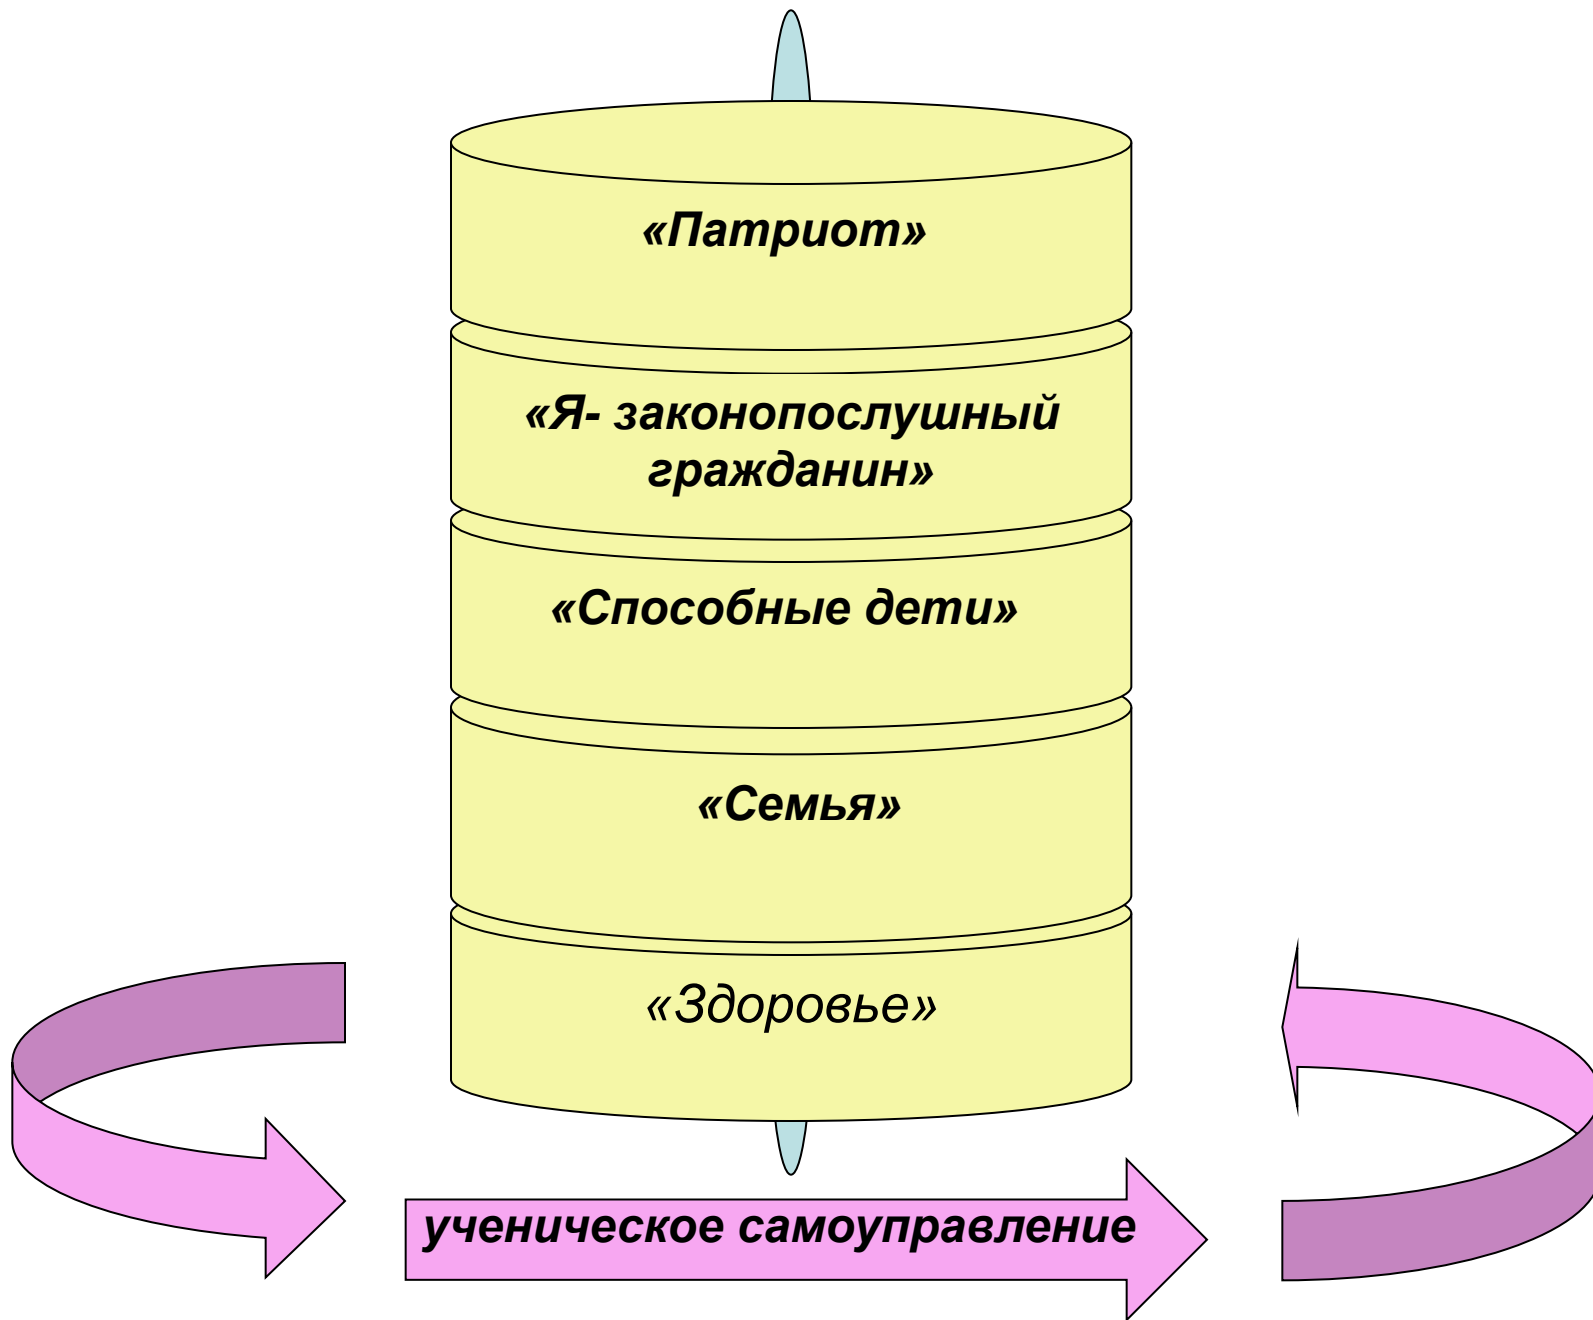 «Патриот»
«Я- законопослушный
гражданин»
«Способные дети»
«Семья»
«Здоровье»
ученическое самоуправление